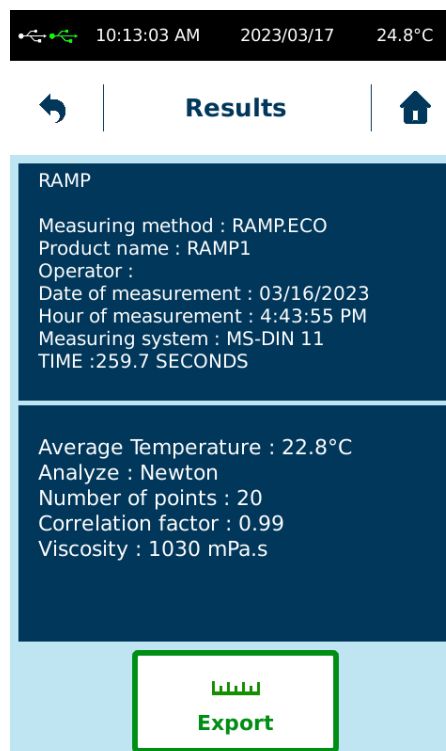 10:13:03 AM 2023/03/17 24.8°C
Results
RAMP
Measuring method : RAMP.ECO
Product name : RAMP1
Operator :
Date of measurement : 03/16/2023
Hour of measurement : 4:43:55 PM
Measuring system : MS-DIN 11
TIME :259.7 SECONDS
Average Temperature : 22.8°C
Analyze : Newton
Number of points : 20
Correlation factor : 0.99
Viscosity : 1030 mPa.s
Export